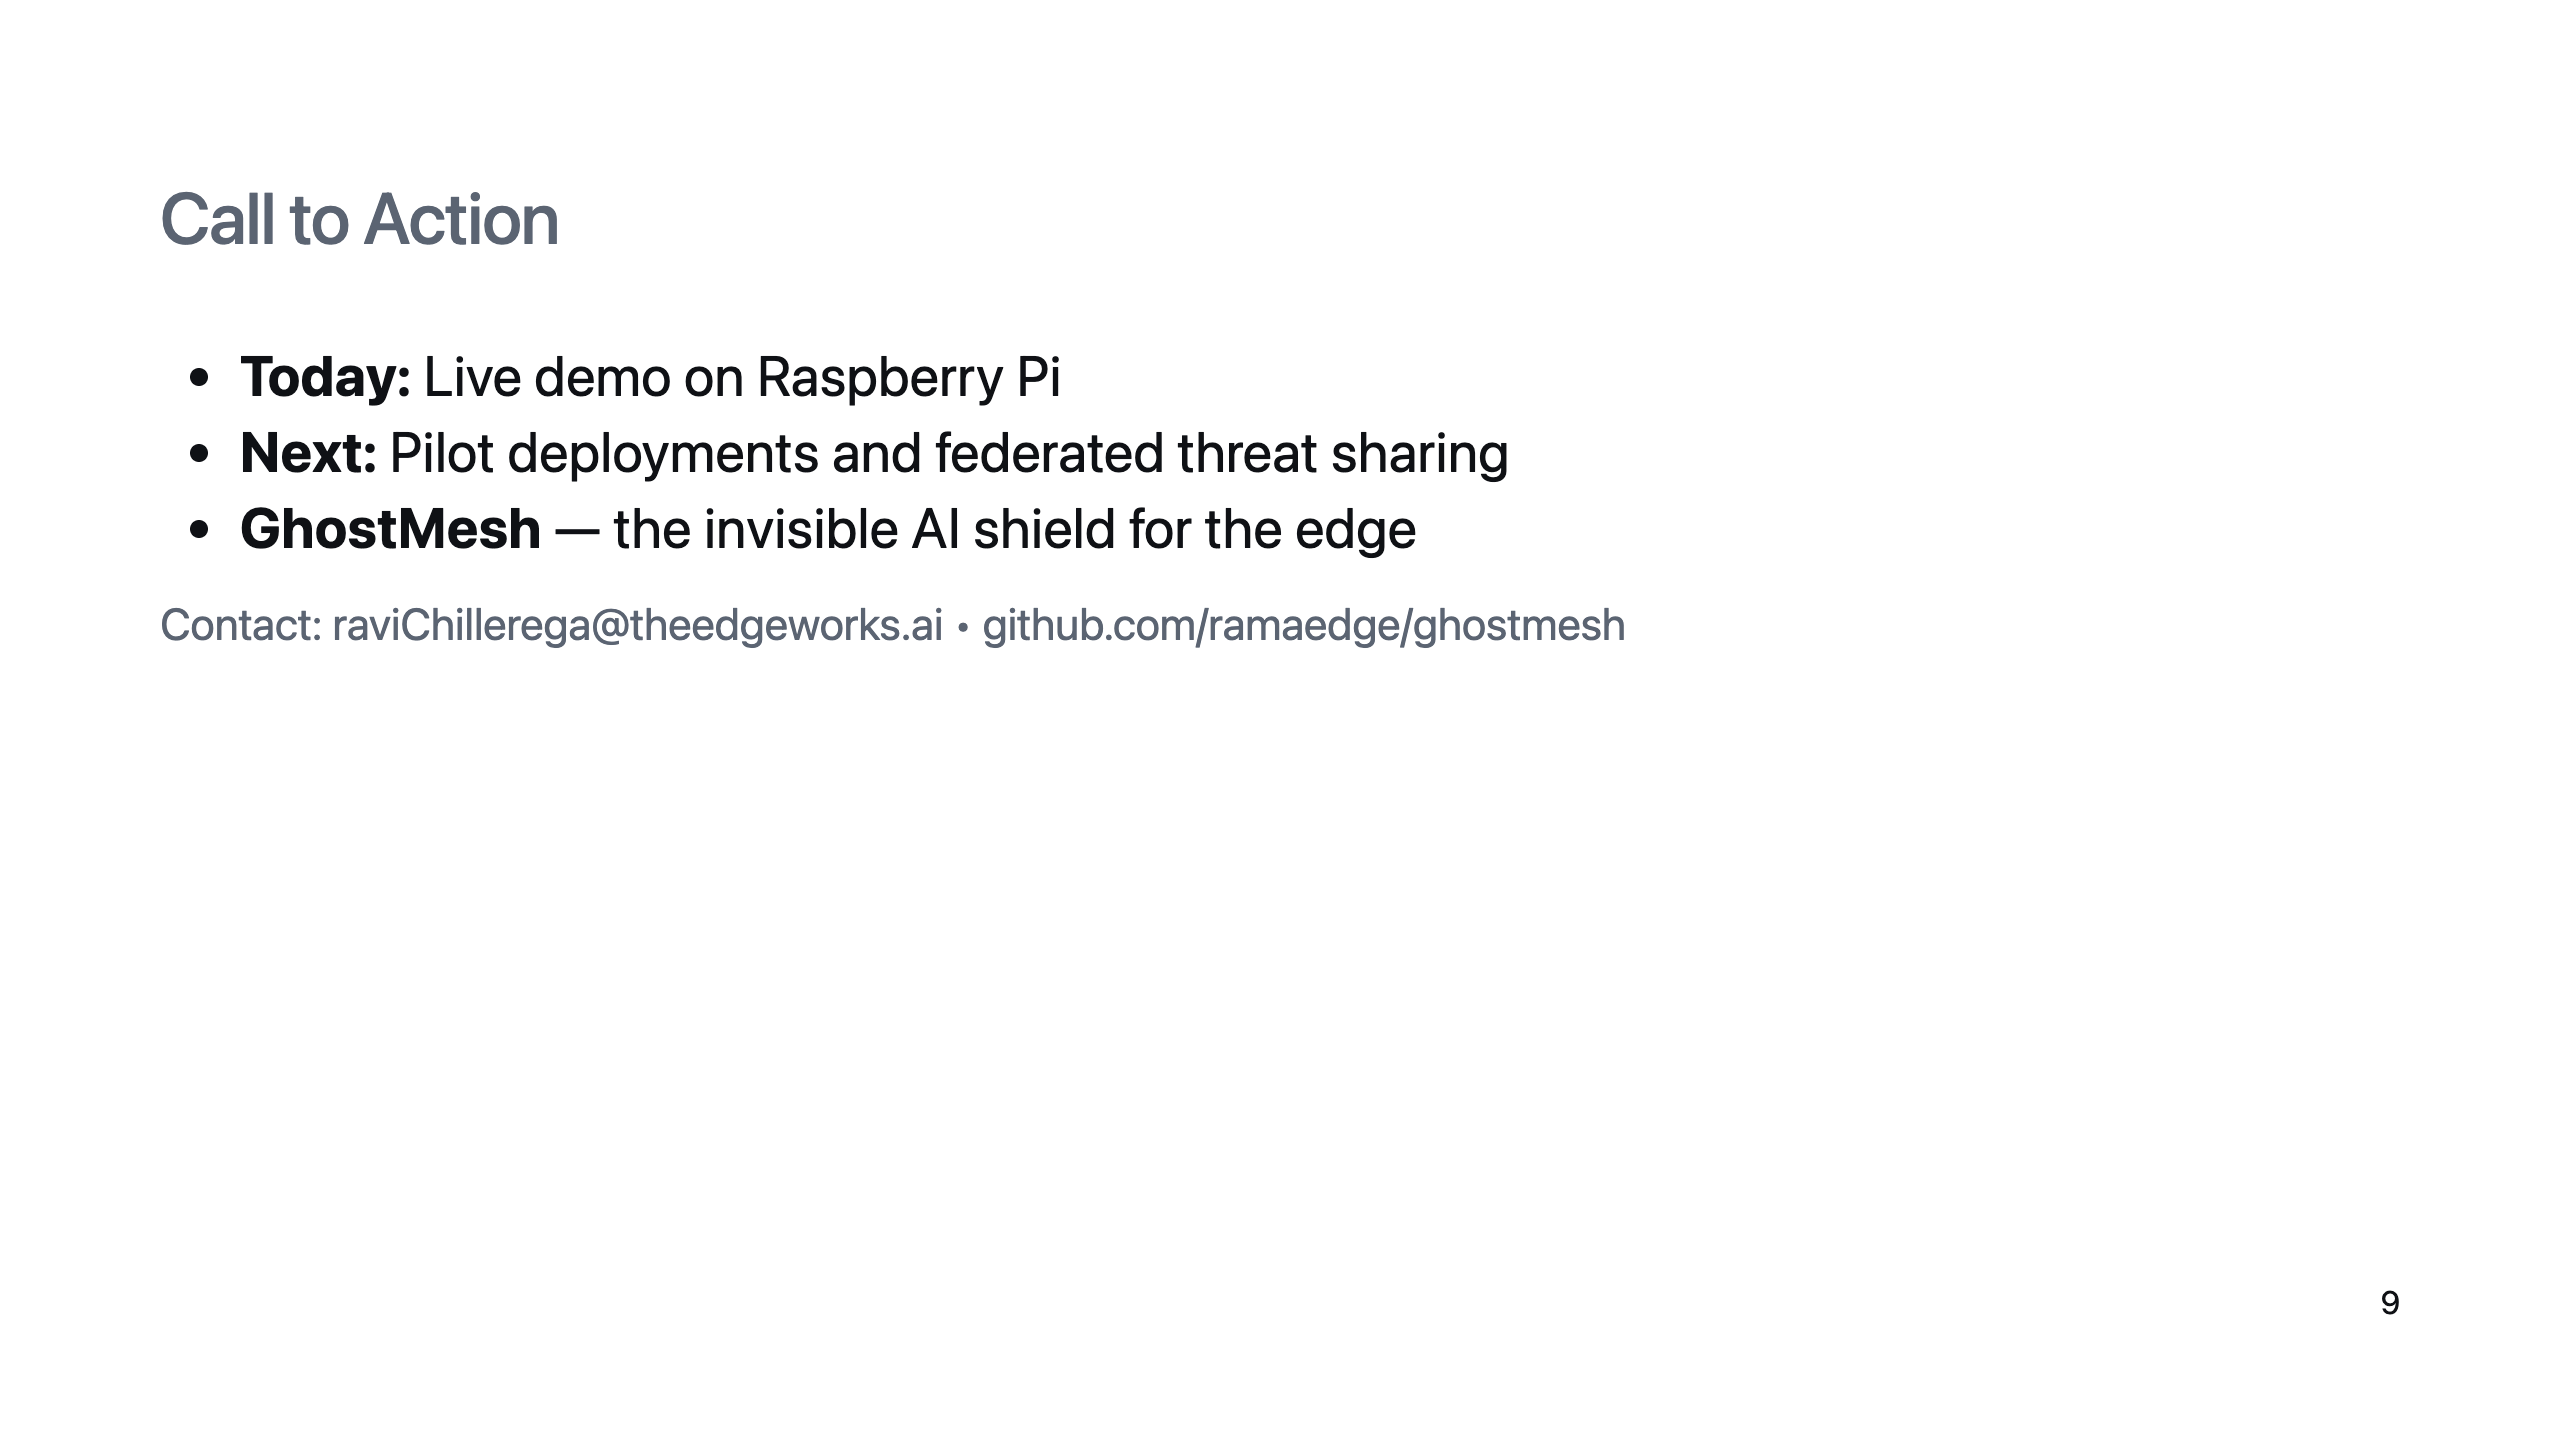 Call to Action
• Today: Live demo on Raspberry Pi
• Next: Pilot deployments and federated threat sharing
• GhostMesh — the invisible AI shield for the edge
Contact: raviChillerega@theedgeworks.ai • github.com/ramaedge/ghostmesh
9